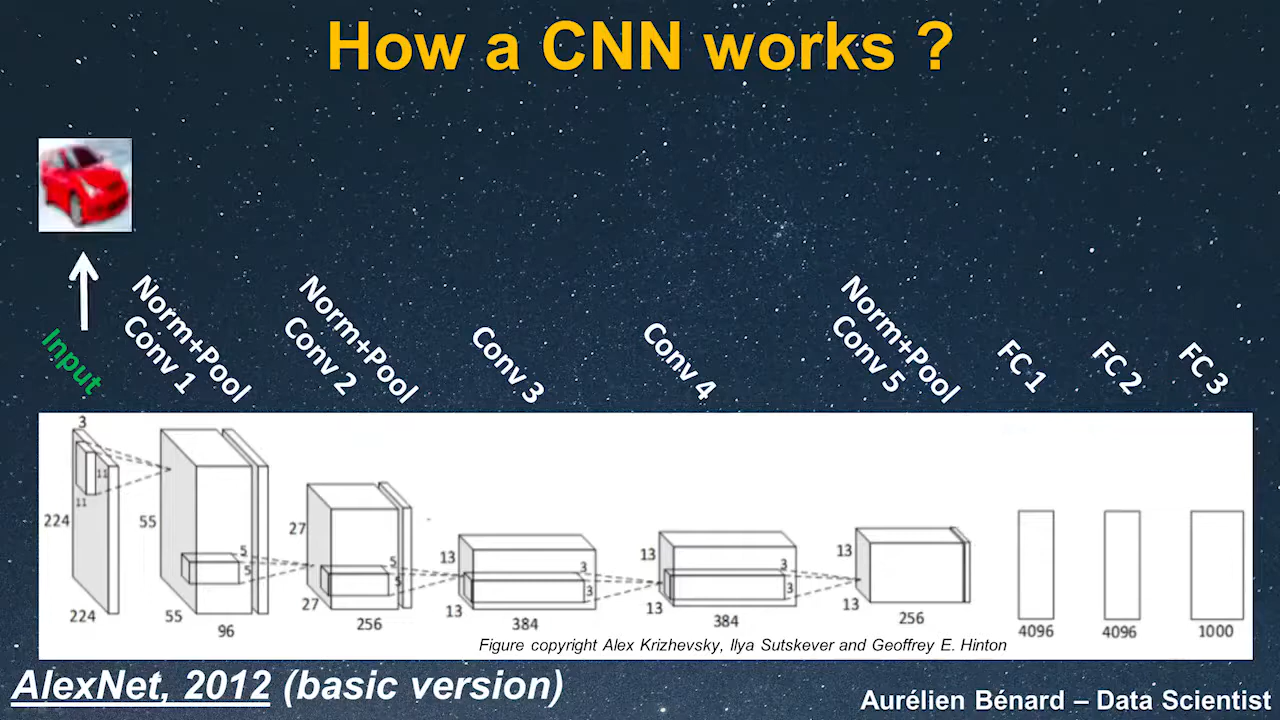 How a CNN works ?
Input
Norm+Pool
Conv 1
Norm+Pool
Conv 2
Conv 3
Conv 4
Norm+Pool
Conv 5
FC 1
FC 2
FC 3
3
11
11
224
224
55
55
96
5
5
27
27
256
5
5
13
13
384
3
3
13
13
384
3
3
13
13
256
4096
4096
1000
Figure copyright Alex Krizhevsky, Ilya Sutskever and Geoffrey E. Hinton
AlexNet, 2012 (basic version)
Aurélien Bénard – Data Scientist